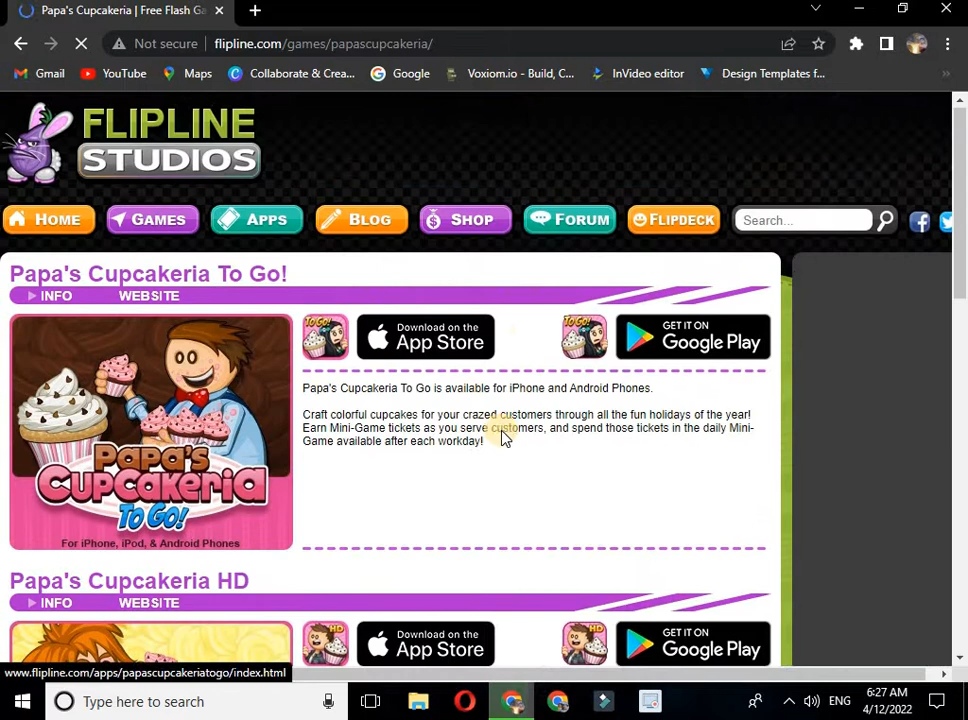 Papa's Cupcakeria | Free Flash Ga
Not secure flipline.com/games/papascupcakeria/
Gmail YouTube Maps Collaborate & Crea... Google Voxiom.io - Build, C... InVideo editor Design Templates f...
FLIPLINE
STUDIOS
HOME GAMES APPS BLOG SHOP FORUM FLIPDECK Search...
Papa's Cupcakeria To Go!
INFO WEBSITE
TO GO! Download on the App Store TO GO! GET IT ON Google Play
Papa's Cupcakeria To Go is available for iPhone and Android Phones.
Craft colorful cupcakes for your crazed customers through all the fun holidays of the year!
Earn Mini-Game tickets as you serve customers, and spend those tickets in the daily Mini-
Game available after each workday!
PAPA'S
CUPCAKERIA
TO GO!
For iPhone, iPod, & Android Phones
Papa's Cupcakeria HD
INFO WEBSITE
HD Download on the App Store HD GET IT ON Google Play
www.flipline.com/apps/papascupcakeriatogo/index.html
Type here to search
ENG
6:27 AM
4/12/2022